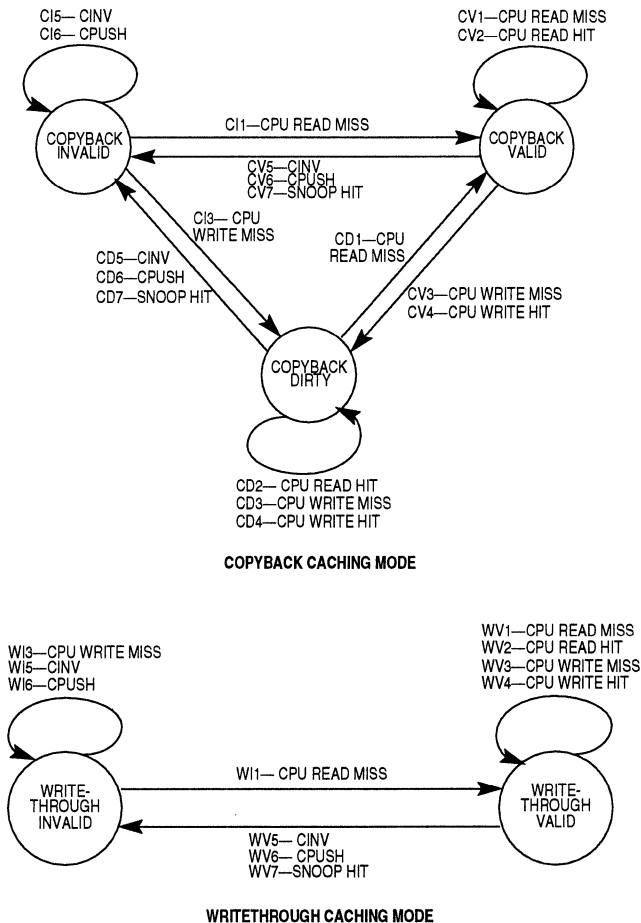 CI5— CINV
CI6— CPUSH
CV1—CPU READ MISS
CV2—CPU READ HIT
COPYBACK
INVALID
CI1—CPU READ MISS
COPYBACK
VALID
CV5—CINV
CV6—CPUSH
CV7—SNOOP HIT
CI3— CPU
WRITE MISS
CD1—CPU
READ MISS
CD5—CINV
CD6—CPUSH
CD7—SNOOP HIT
CV3—CPU WRITE MISS
CV4—CPU WRITE HIT
COPYBACK
DIRTY
CD2— CPU READ HIT
CD3—CPU WRITE MISS
CD4—CPU WRITE HIT
COPYBACK CACHING MODE
WI3—CPU WRITE MISS
WI5—CINV
WI6—CPUSH
WV1—CPU READ MISS
WV2—CPU READ HIT
WV3—CPU WRITE MISS
WV4—CPU WRITE HIT
WRITE-
THROUGH
INVALID
WI1— CPU READ MISS
WRITE-
THROUGH
VALID
WV5— CINV
WV6— CPUSH
WV7—SNOOP HIT
WRITETHROUGH CACHING MODE